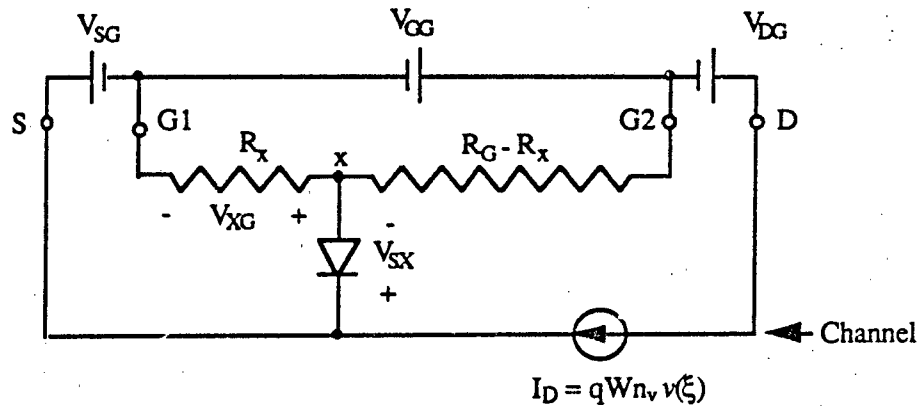 V_SG
V_GG
V_DG
S
G1
G2
D
R_x
x
R_G - R_x
- V_XG +
-
V_SX
+
Channel
I_D = qWn_v v(ξ)